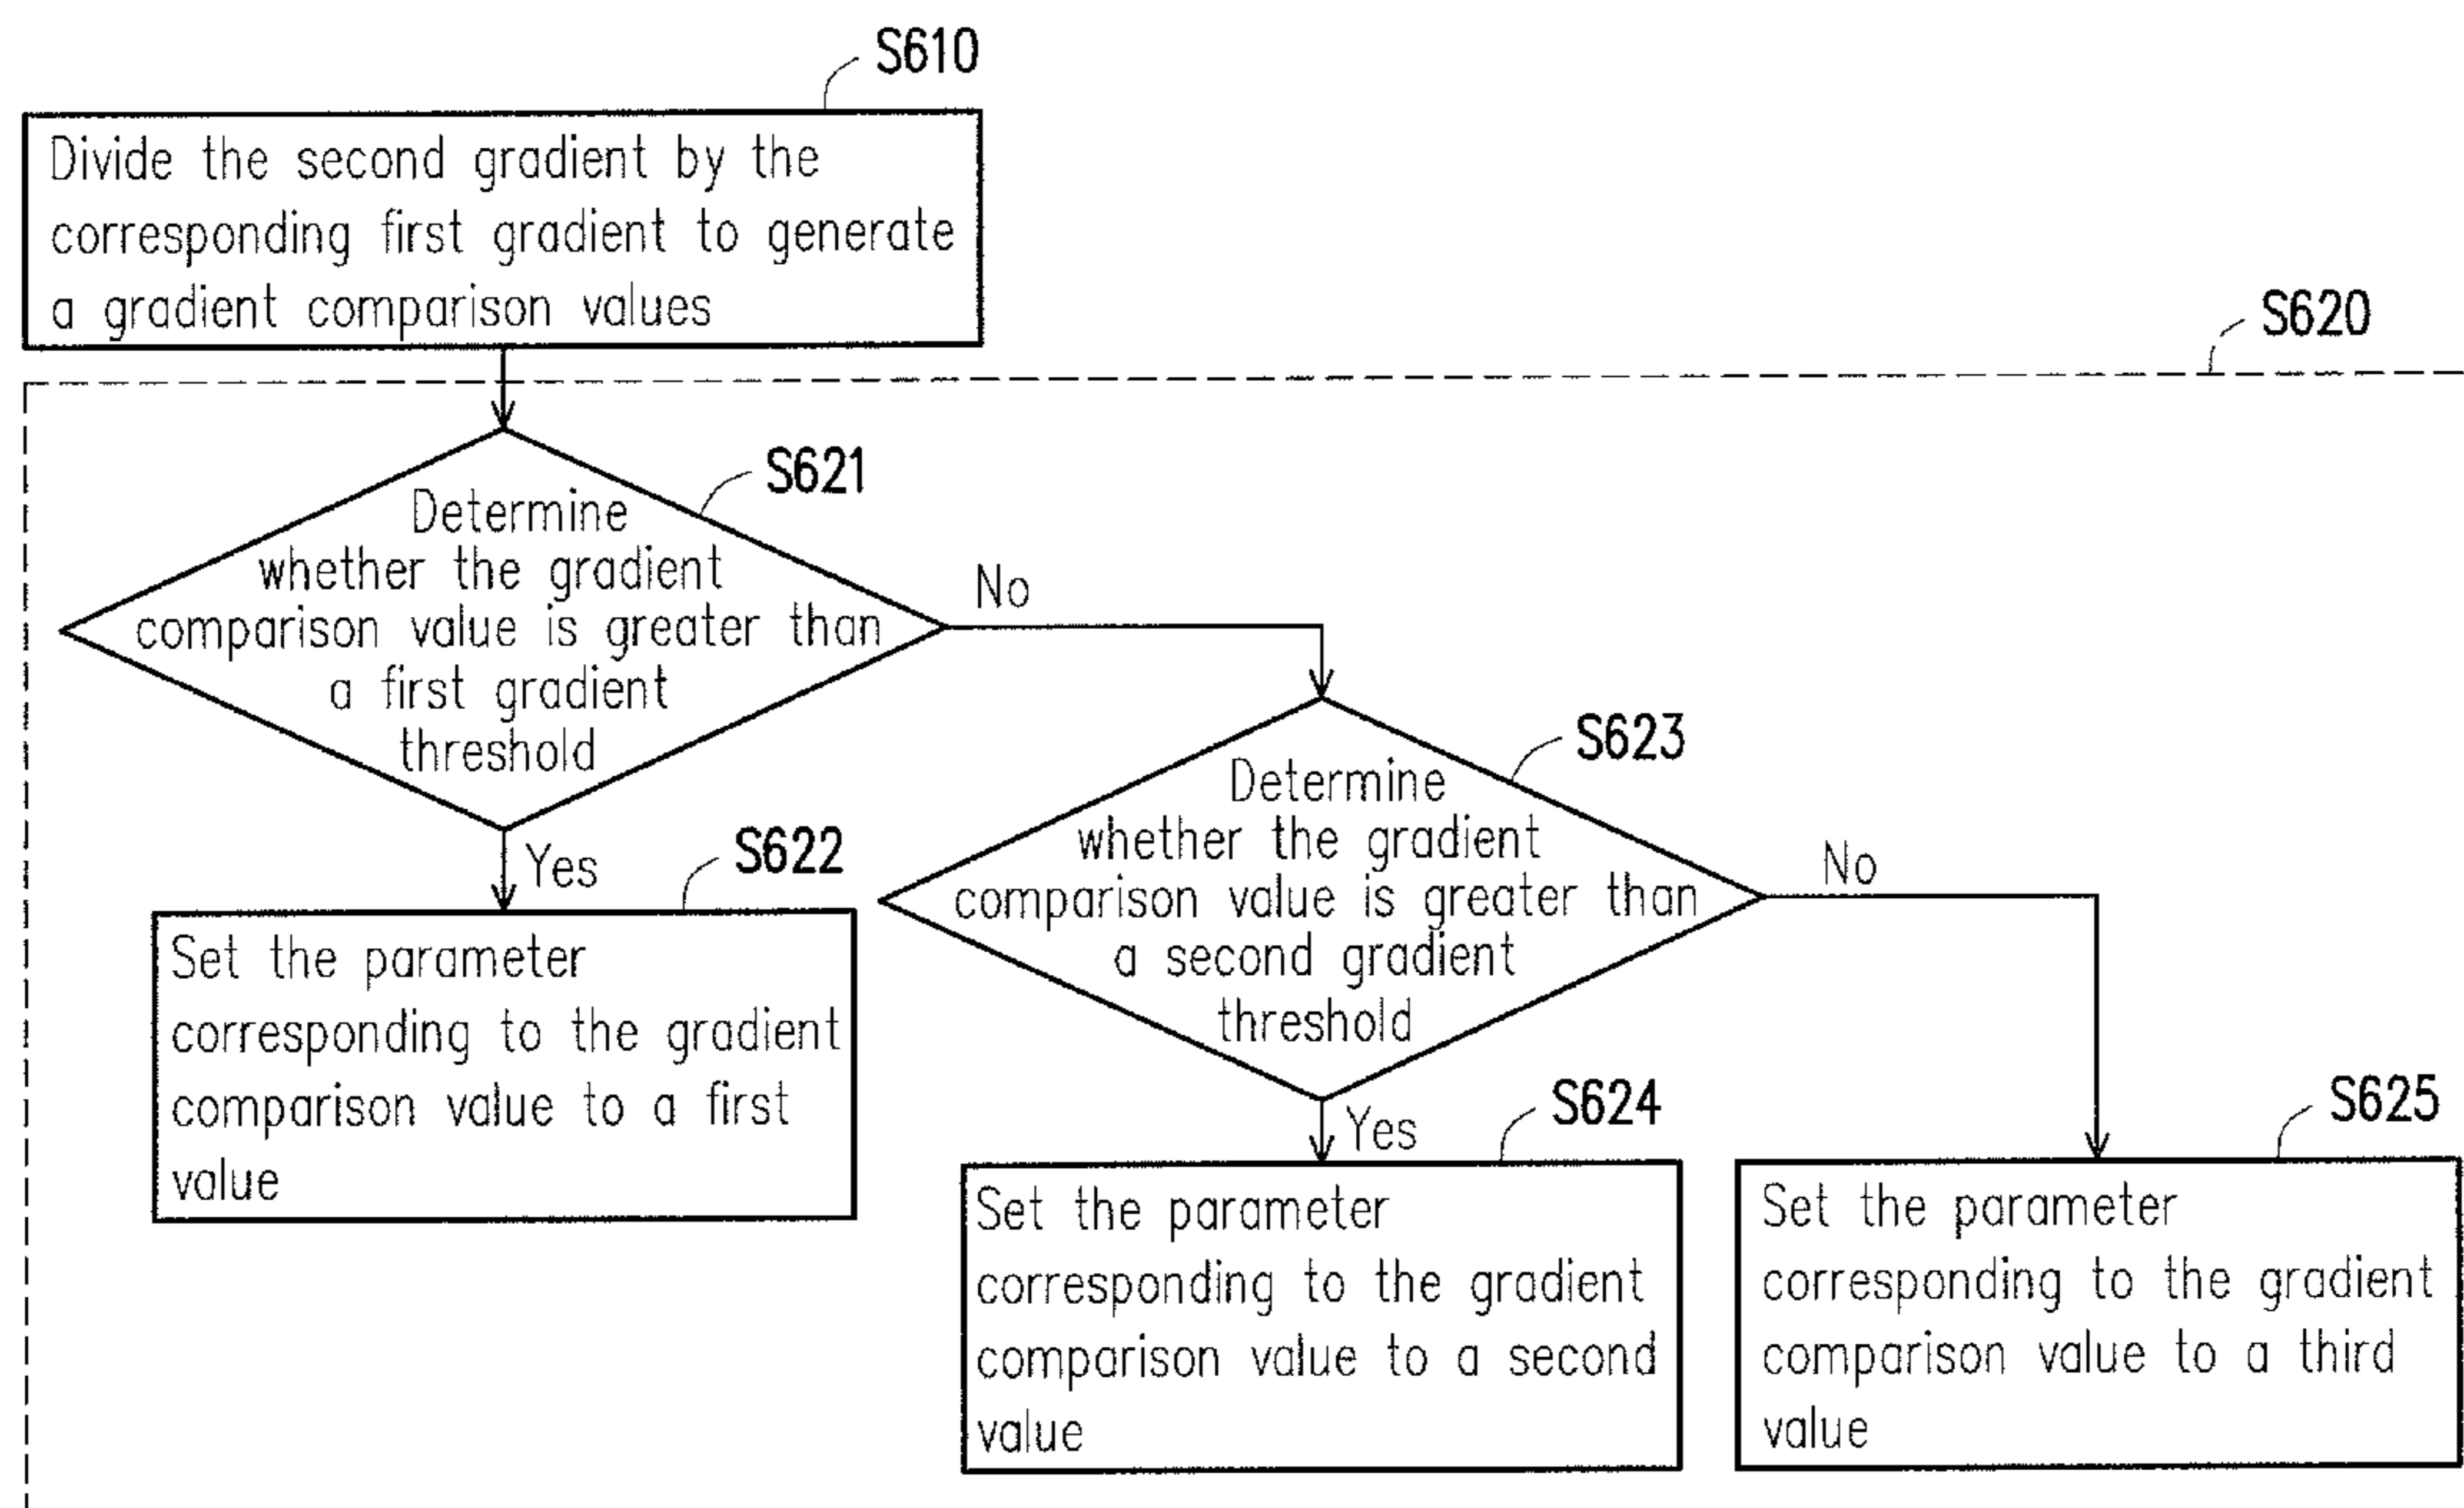 S610
Divide the second gradient by the
corresponding first gradient to generate
a gradient comparison values
S620
S621
Determine
whether the gradient
comparison value is greater than
a first gradient
threshold
No
Yes
S622
Set the parameter
corresponding to the gradient
comparison value to a first
value
S623
Determine
whether the gradient
comparison value is greater than
a second gradient
threshold
No
Yes
S624
Set the parameter
corresponding to the gradient
comparison value to a second
value
S625
Set the parameter
corresponding to the gradient
comparison value to a third
value